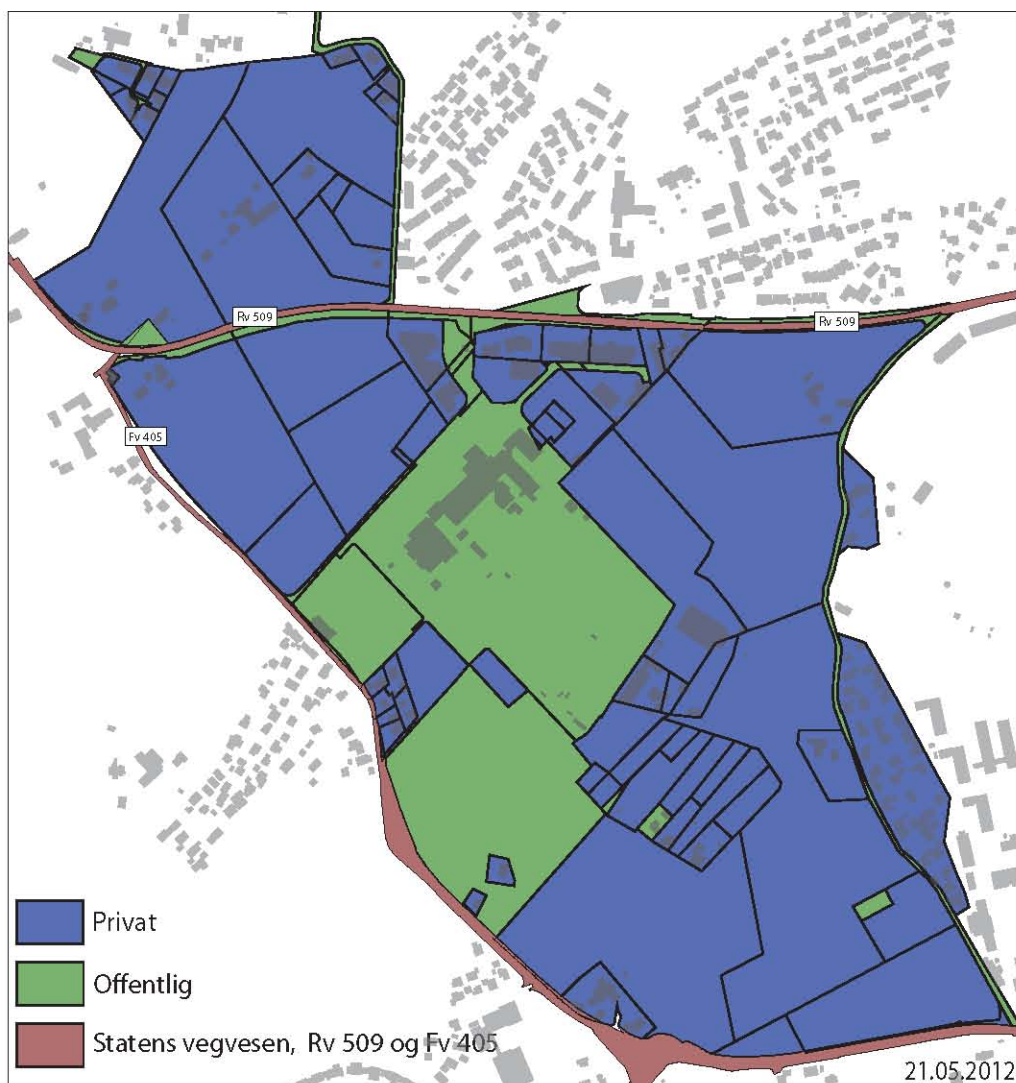 Rv 509
Rv 509
Fv 405
Privat
Offentlig
Statens vegvesen, Rv 509 og Fv 405
21.05.2012